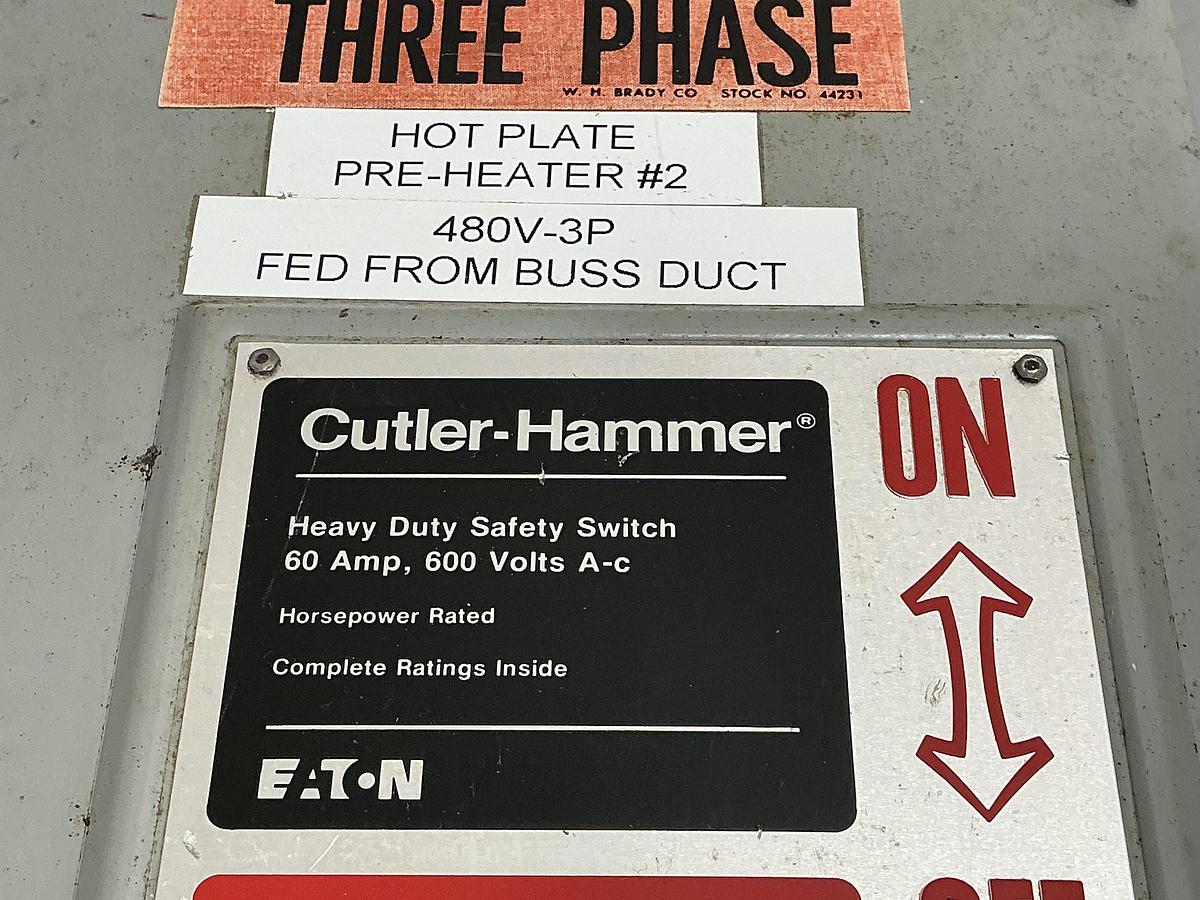 THREE PHASE
W. H. BRADY CO. STOCK NO. 44231
HOT PLATE
PRE-HEATER #2
480V-3P
FED FROM BUSS DUCT
Cutler-Hammer®
ON
Heavy Duty Safety Switch
60 Amp, 600 Volts A-c
Horsepower Rated
Complete Ratings Inside
EATON
OFF